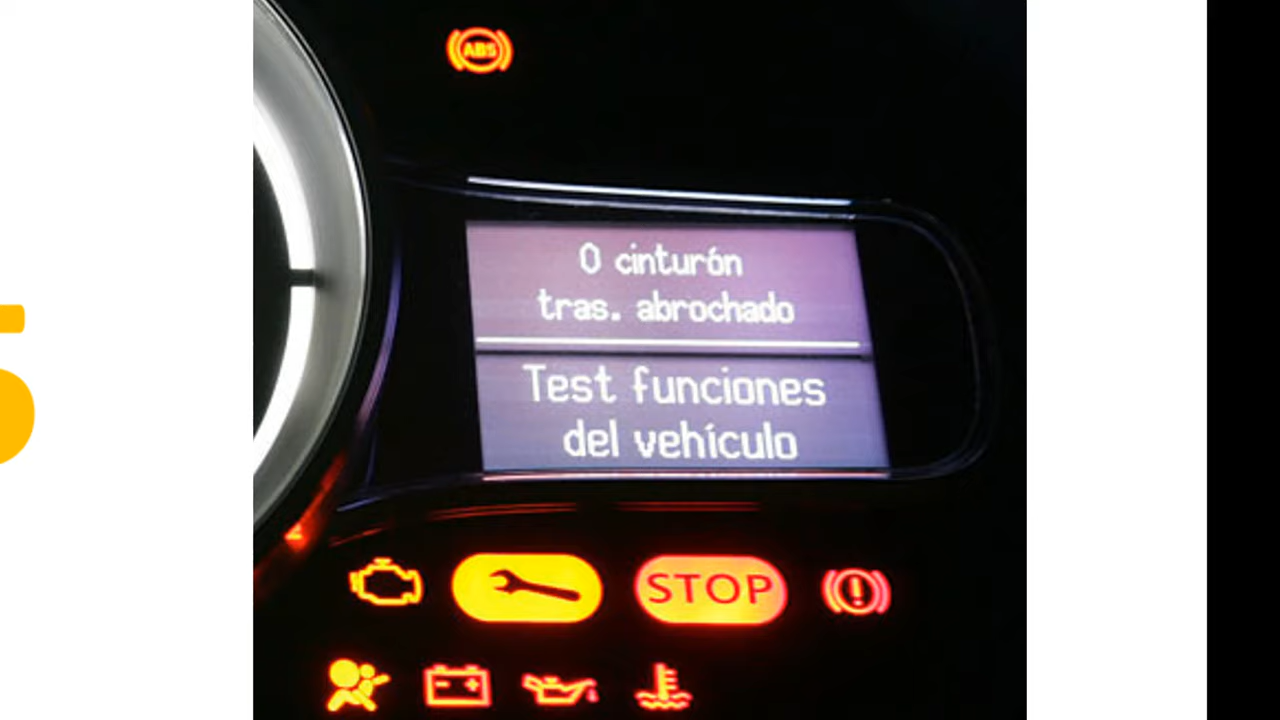 ABS
0 cinturón
tras. abrochado
Test funciones
del vehículo
STOP